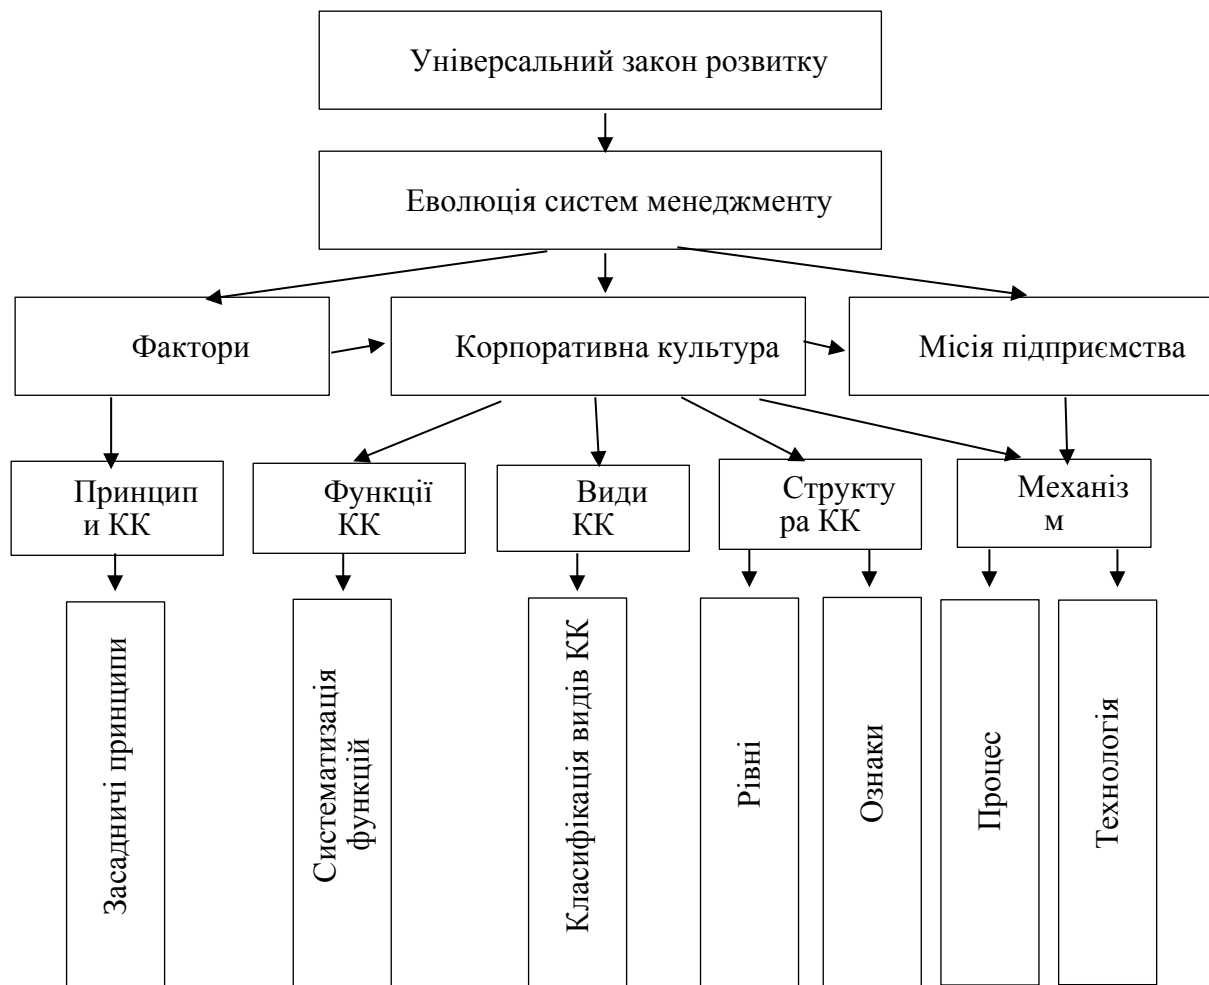 Універсальний закон розвитку
Еволюція систем менеджменту
Фактори
Корпоративна культура
Місія підприємства
Принцип
и КК
Функції
КК
Види
КК
Структу
ра КК
Механіз
м
Засадничі принципи
Систематизація
функцій
Класифікація видів КК
Рівні
Ознаки
Процес
Технологія